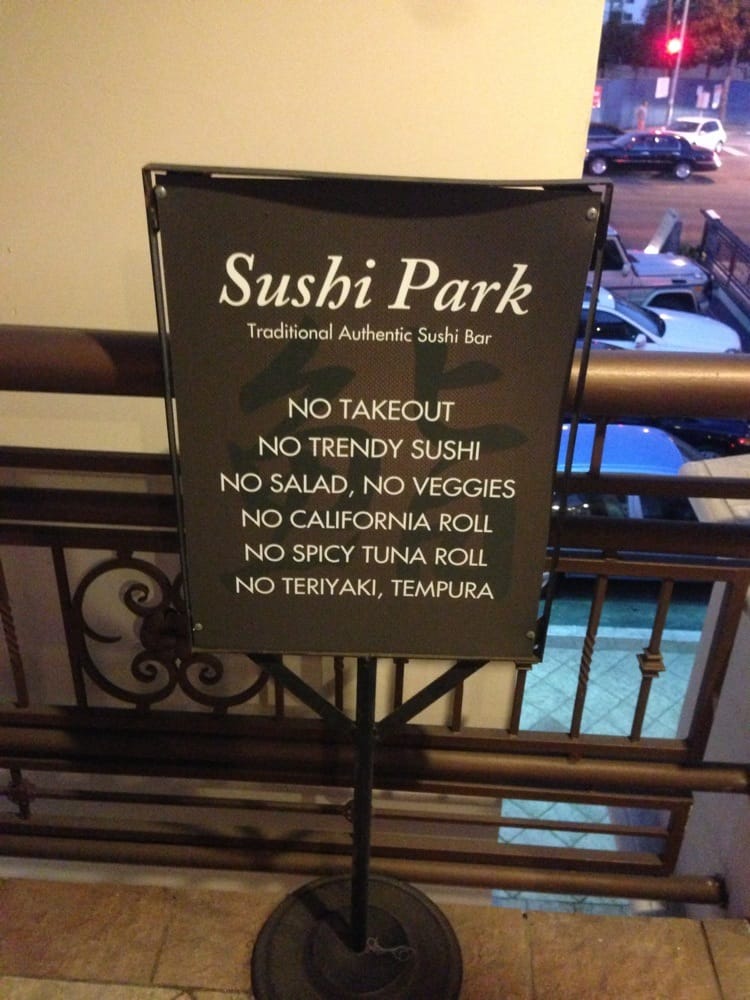 Sushi Park
Traditional Authentic Sushi Bar
鮨
NO TAKEOUT
NO TRENDY SUSHI
NO SALAD, NO VEGGIES
NO CALIFORNIA ROLL
NO SPICY TUNA ROLL
NO TERIYAKI, TEMPURA